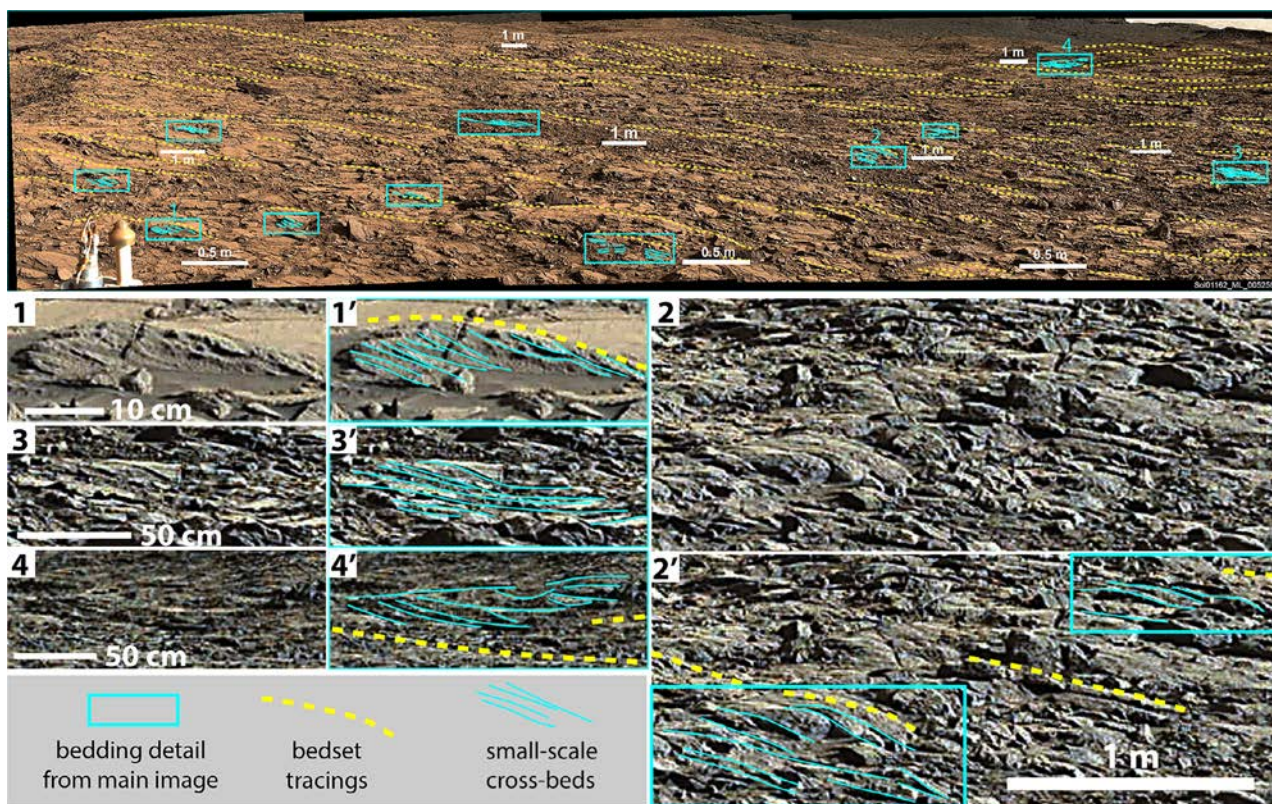 1 m
1 m
4
1 m
1 m
2
1 m
1 m
3
1
0.5 m
0.5 m
0.5 m
1
10 cm
1'
2
3
50 cm
3'
4
50 cm
4'
2'
1 m
bedding detail
from main image
bedset
tracings
small-scale
cross-beds